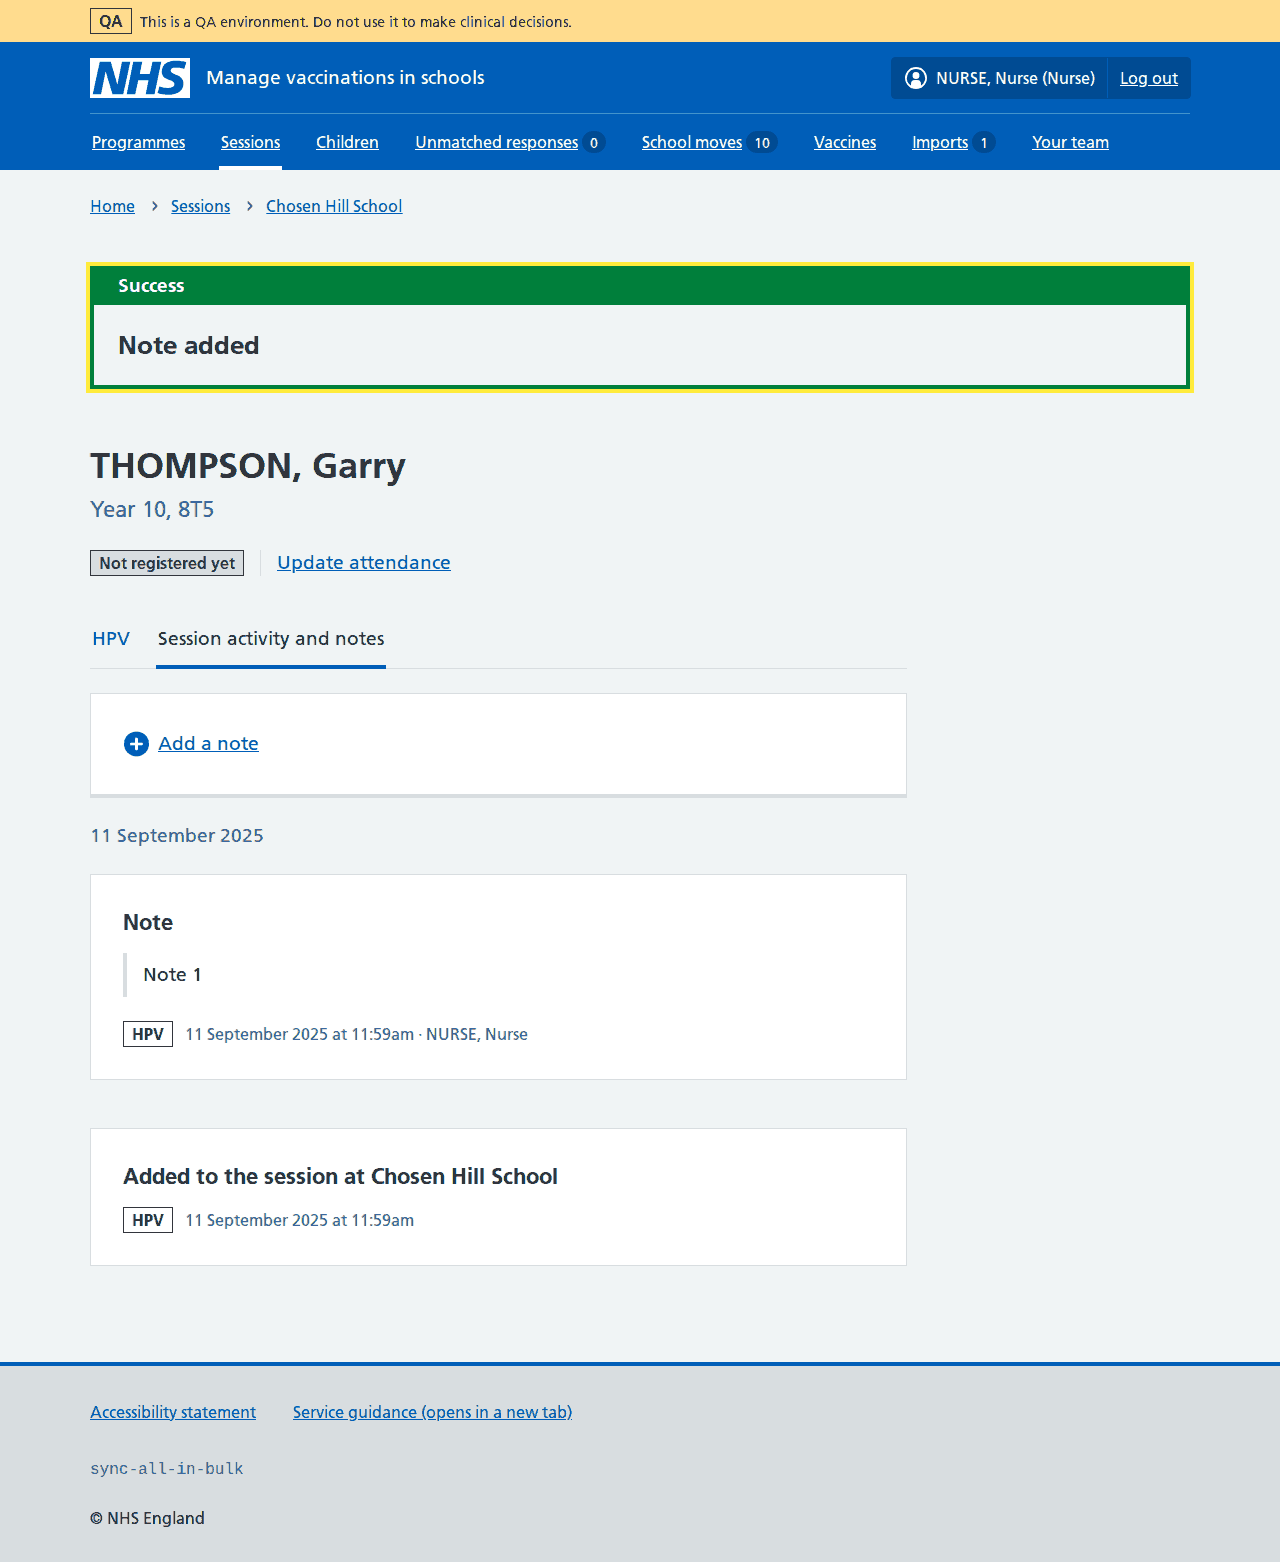 QA This is a QA environment. Do not use it to make clinical decisions.
NHS Manage vaccinations in schools NURSE, Nurse (Nurse) Log out
Programmes Sessions Children Unmatched responses 0 School moves 10 Vaccines Imports 1 Your team
Home Sessions Chosen Hill School
Success
Note added
THOMPSON, Garry
Year 10, 8T5
Not registered yet Update attendance
HPV Session activity and notes
Add a note
11 September 2025
Note
Note 1
HPV 11 September 2025 at 11:59am · NURSE, Nurse
Added to the session at Chosen Hill School
HPV 11 September 2025 at 11:59am
Accessibility statement Service guidance (opens in a new tab)
sync-all-in-bulk
© NHS England